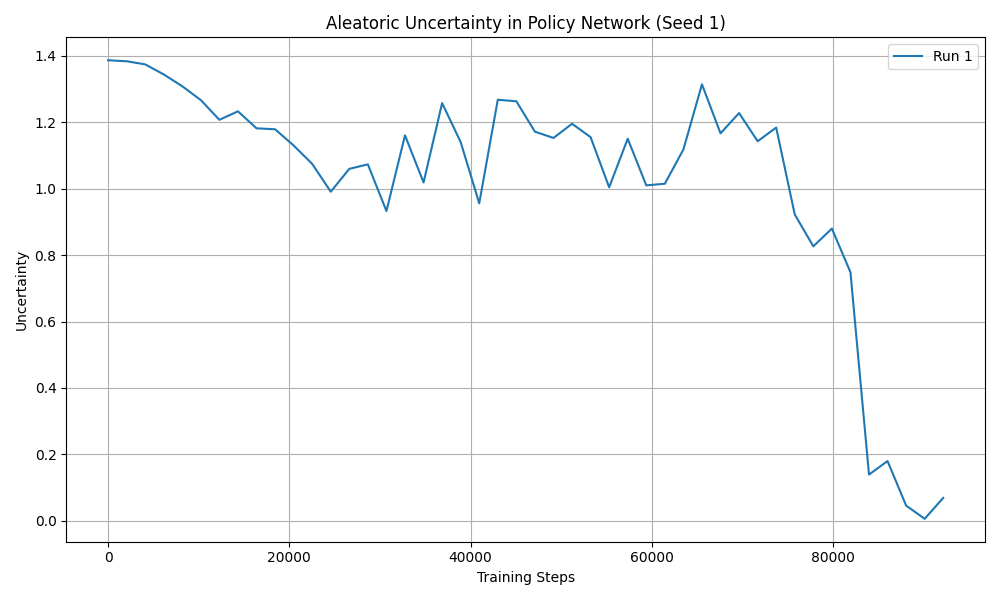 Aleatoric Uncertainty in Policy Network (Seed 1)
Run 1
Uncertainty
1.4
1.2
1.0
0.8
0.6
0.4
0.2
0.0
0 20000 40000 60000 80000
Training Steps